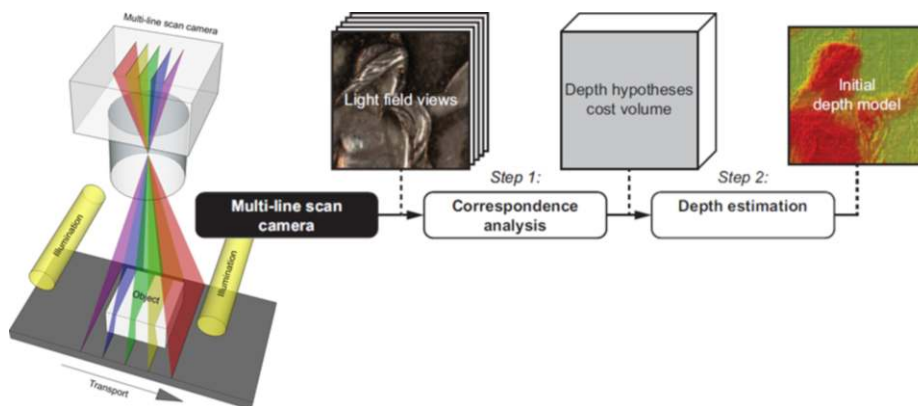 Multi-line scan camera
Illumination
Object
Illumination
Transport
Light field views
Depth hypotheses
cost volume
Initial
depth model
Multi-line scan
camera
Step 1:
Correspondence
analysis
Step 2:
Depth estimation